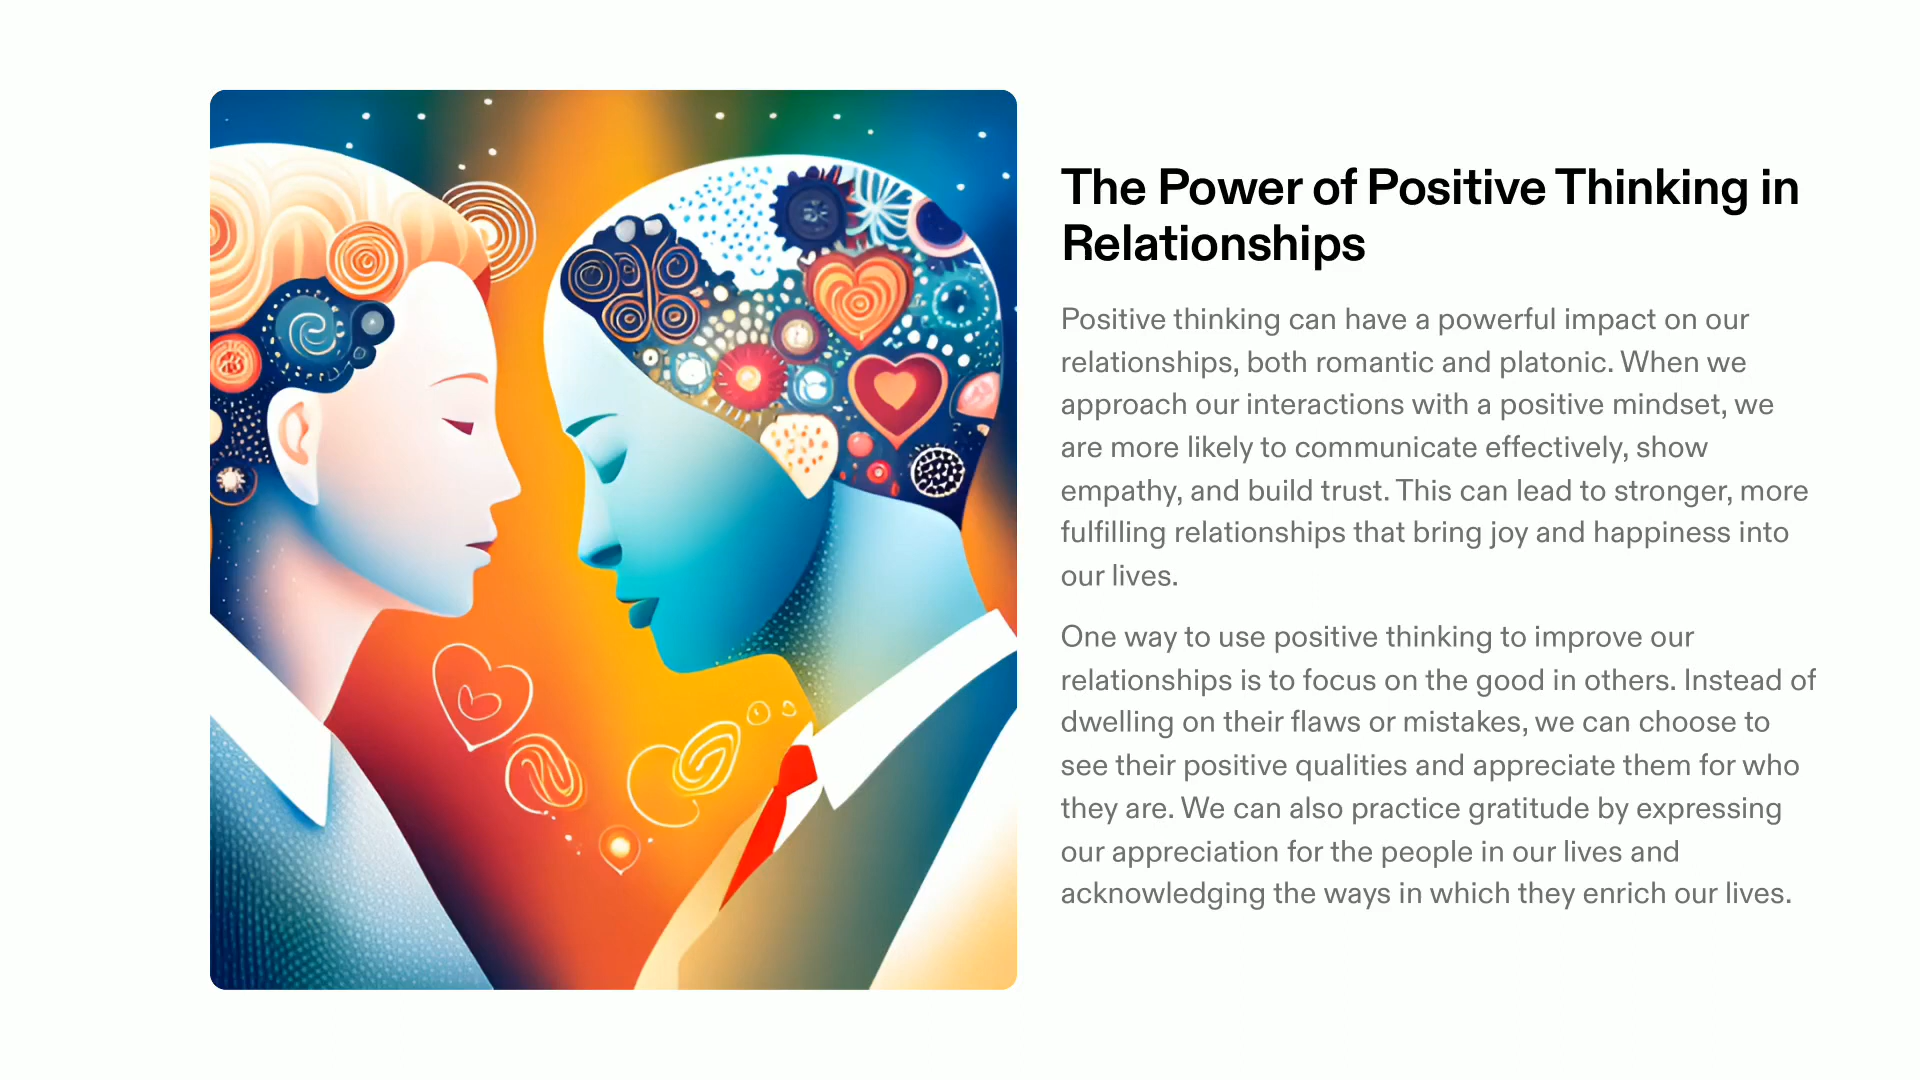 The Power of Positive Thinking in
Relationships
Positive thinking can have a powerful impact on our
relationships, both romantic and platonic. When we
approach our interactions with a positive mindset, we
are more likely to communicate effectively, show
empathy, and build trust. This can lead to stronger, more
fulfilling relationships that bring joy and happiness into
our lives.
One way to use positive thinking to improve our
relationships is to focus on the good in others. Instead of
dwelling on their flaws or mistakes, we can choose to
see their positive qualities and appreciate them for who
they are. We can also practice gratitude by expressing
our appreciation for the people in our lives and
acknowledging the ways in which they enrich our lives.